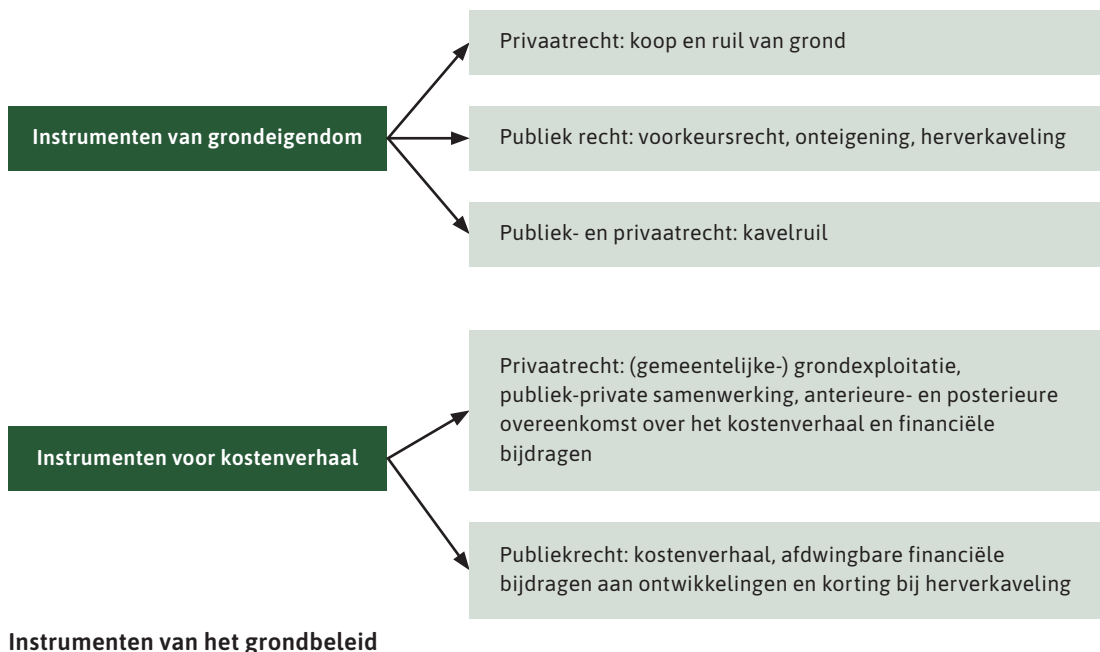 Instrumenten van grondeigendom
Privaatrecht: koop en ruil van grond
Publiek recht: voorkeursrecht, onteigening, herverkaveling
Publiek- en privaatrecht: kavelruil
Instrumenten voor kostenverhaal
Privaatrecht: (gemeentelijke-) grondexploitatie,
publiek-private samenwerking, anterieure- en posterieure
overeenkomst over het kostenverhaal en financiële
bijdragen
Publiekrecht: kostenverhaal, afdwingbare financiële
bijdragen aan ontwikkelingen en korting bij herverkaveling
Instrumenten van het grondbeleid